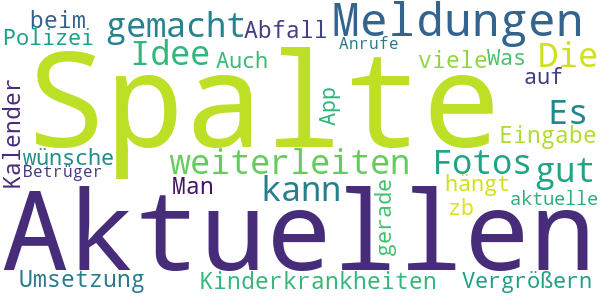 beim
gemacht
Abfall
Meldungen
Polizei
Idee
Anrufe
Auch
viele
Was
Die
Spalte
App
auf
Kalender
Es
Eingabe
wünsche
weiterleiten
Fotos
gut
Betrüger
Man
kann
gerade
hängt
zb
aktuelle
Aktuellen
Umsetzung
Kinderkrankheiten
Vergrößern